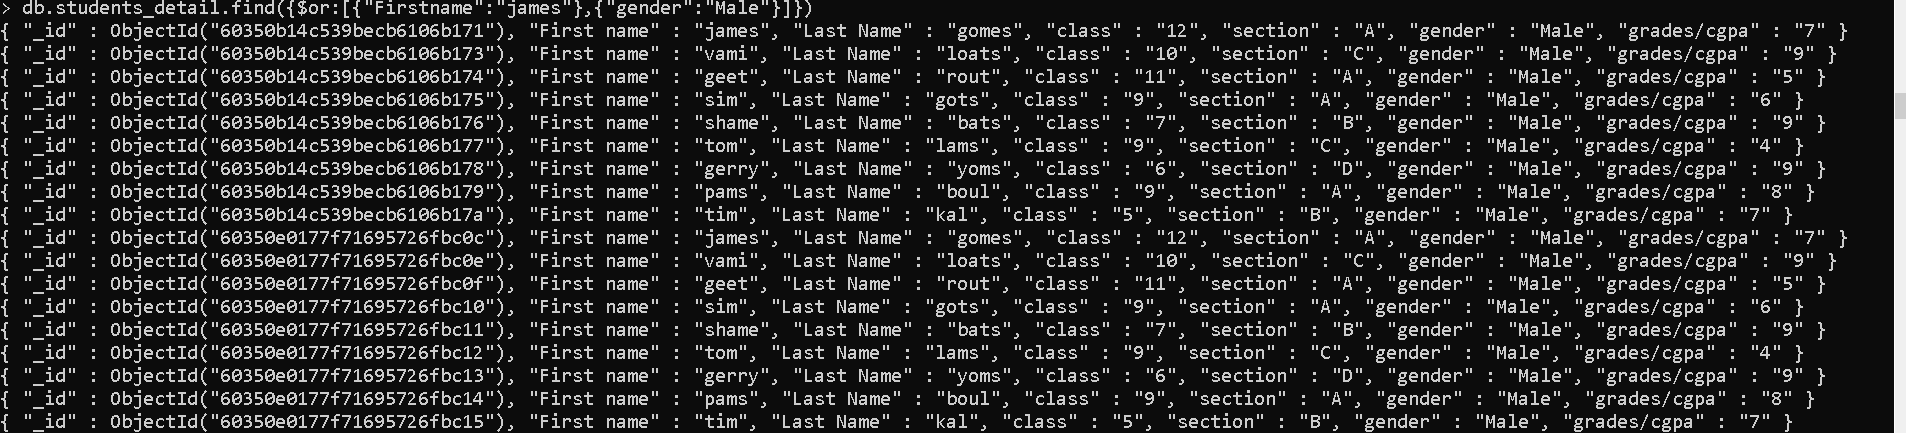 > db.students_detail.find({$or:[{"Firstname":"james"},{"gender":"Male"}]})
{ "_id" : ObjectId("60350b14c539becb6106b171"), "First name" : "james", "Last Name" : "gomes", "class" : "12", "section" : "A", "gender" : "Male", "grades/cgpa" : "7" }
{ "_id" : ObjectId("60350b14c539becb6106b173"), "First name" : "vami", "Last Name" : "loats", "class" : "10", "section" : "C", "gender" : "Male", "grades/cgpa" : "9" }
{ "_id" : ObjectId("60350b14c539becb6106b174"), "First name" : "geet", "Last Name" : "rout", "class" : "11", "section" : "A", "gender" : "Male", "grades/cgpa" : "5" }
{ "_id" : ObjectId("60350b14c539becb6106b175"), "First name" : "sim", "Last Name" : "gots", "class" : "9", "section" : "A", "gender" : "Male", "grades/cgpa" : "6" }
{ "_id" : ObjectId("60350b14c539becb6106b176"), "First name" : "shame", "Last Name" : "bats", "class" : "7", "section" : "B", "gender" : "Male", "grades/cgpa" : "9" }
{ "_id" : ObjectId("60350b14c539becb6106b177"), "First name" : "tom", "Last Name" : "lams", "class" : "9", "section" : "C", "gender" : "Male", "grades/cgpa" : "4" }
{ "_id" : ObjectId("60350b14c539becb6106b178"), "First name" : "gerry", "Last Name" : "yoms", "class" : "6", "section" : "D", "gender" : "Male", "grades/cgpa" : "9" }
{ "_id" : ObjectId("60350b14c539becb6106b179"), "First name" : "pams", "Last Name" : "boul", "class" : "9", "section" : "A", "gender" : "Male", "grades/cgpa" : "8" }
{ "_id" : ObjectId("60350b14c539becb6106b17a"), "First name" : "tim", "Last Name" : "kal", "class" : "5", "section" : "B", "gender" : "Male", "grades/cgpa" : "7" }
{ "_id" : ObjectId("60350e0177f71695726fbc0c"), "First name" : "james", "Last Name" : "gomes", "class" : "12", "section" : "A", "gender" : "Male", "grades/cgpa" : "7" }
{ "_id" : ObjectId("60350e0177f71695726fbc0e"), "First name" : "vami", "Last Name" : "loats", "class" : "10", "section" : "C", "gender" : "Male", "grades/cgpa" : "9" }
{ "_id" : ObjectId("60350e0177f71695726fbc0f"), "First name" : "geet", "Last Name" : "rout", "class" : "11", "section" : "A", "gender" : "Male", "grades/cgpa" : "5" }
{ "_id" : ObjectId("60350e0177f71695726fbc10"), "First name" : "sim", "Last Name" : "gots", "class" : "9", "section" : "A", "gender" : "Male", "grades/cgpa" : "6" }
{ "_id" : ObjectId("60350e0177f71695726fbc11"), "First name" : "shame", "Last Name" : "bats", "class" : "7", "section" : "B", "gender" : "Male", "grades/cgpa" : "9" }
{ "_id" : ObjectId("60350e0177f71695726fbc12"), "First name" : "tom", "Last Name" : "lams", "class" : "9", "section" : "C", "gender" : "Male", "grades/cgpa" : "4" }
{ "_id" : ObjectId("60350e0177f71695726fbc13"), "First name" : "gerry", "Last Name" : "yoms", "class" : "6", "section" : "D", "gender" : "Male", "grades/cgpa" : "9" }
{ "_id" : ObjectId("60350e0177f71695726fbc14"), "First name" : "pams", "Last Name" : "boul", "class" : "9", "section" : "A", "gender" : "Male", "grades/cgpa" : "8" }
{ "_id" : ObjectId("60350e0177f71695726fbc15"), "First name" : "tim", "Last Name" : "kal", "class" : "5", "section" : "B", "gender" : "Male", "grades/cgpa" : "7" }